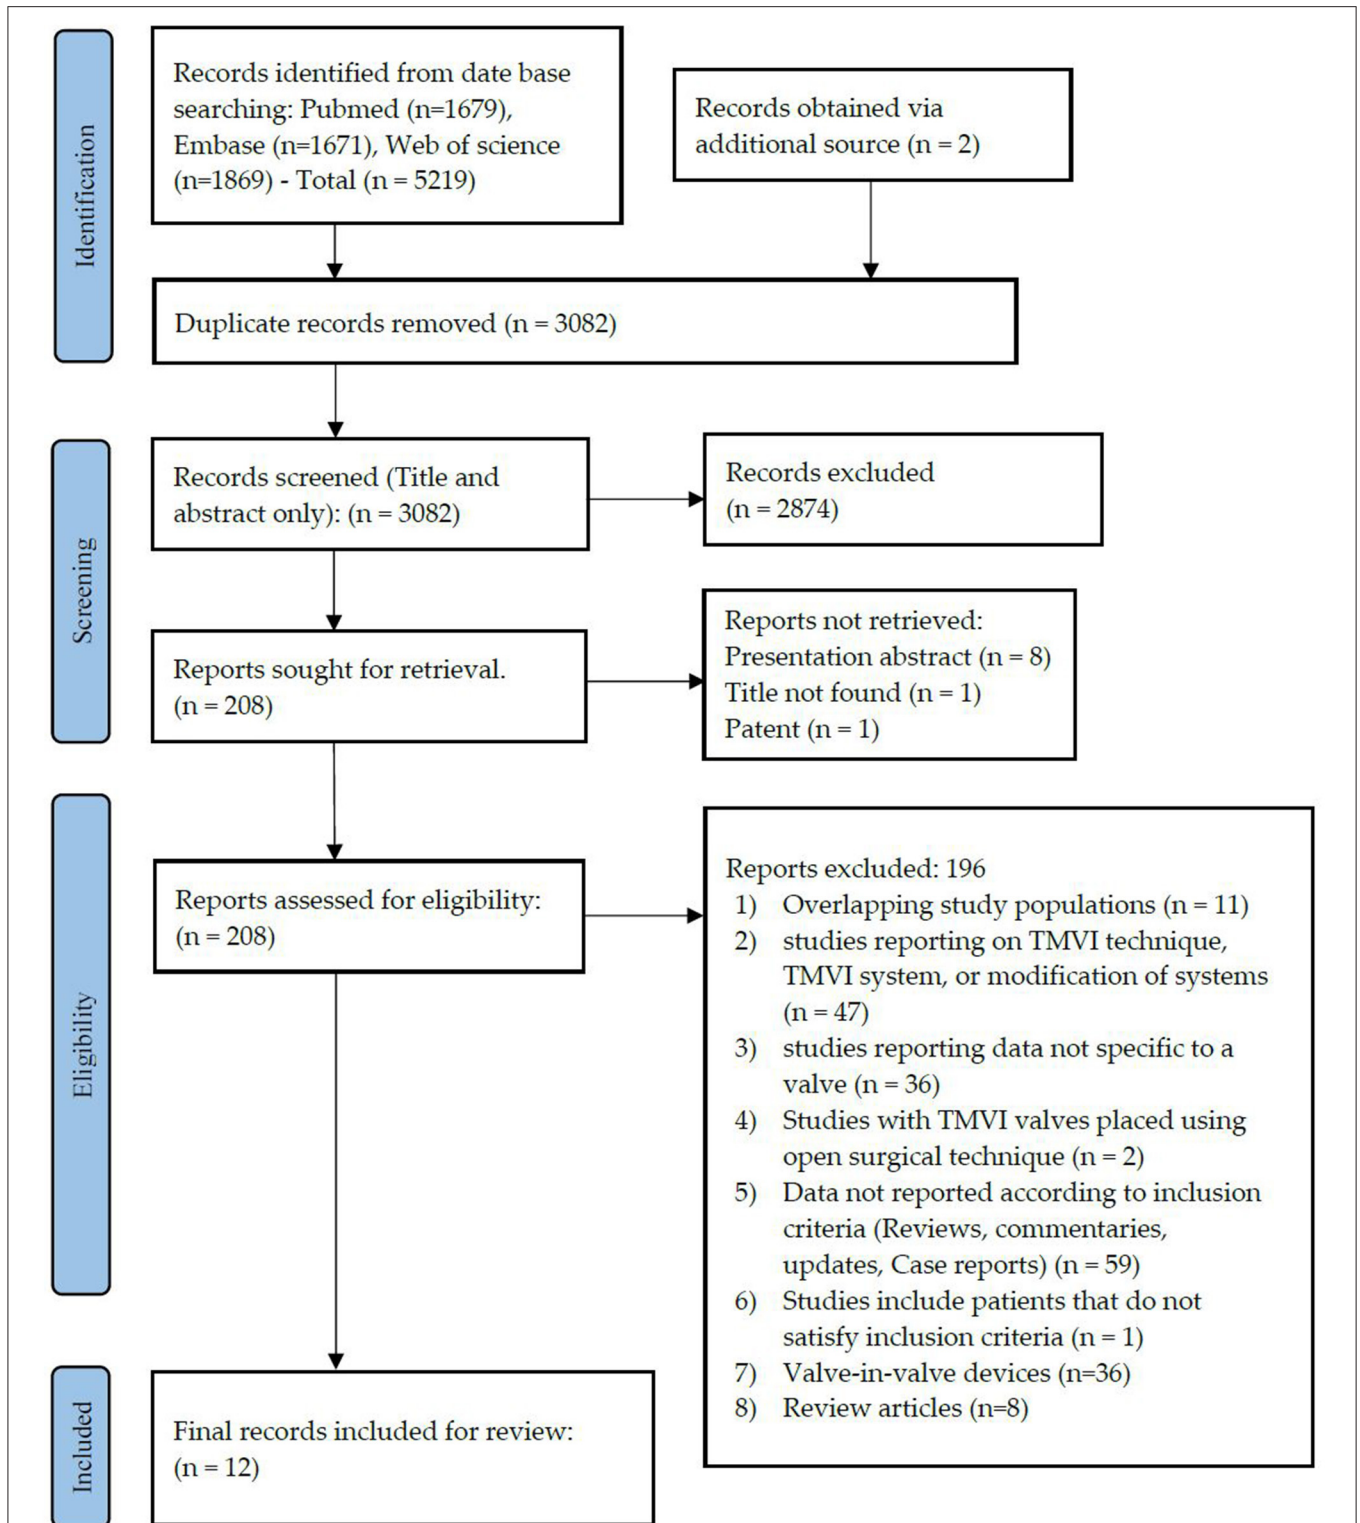 Identification
Records identified from date base
searching: Pubmed (n=1679),
Embase (n=1671), Web of science
(n=1869) - Total (n = 5219)
Records obtained via
additional source (n = 2)
Duplicate records removed (n = 3082)
Screening
Records screened (Title and
abstract only): (n = 3082)
Records excluded
(n = 2874)
Reports sought for retrieval.
(n = 208)
Reports not retrieved:
Presentation abstract (n = 8)
Title not found (n = 1)
Patent (n = 1)
Eligibility
Reports assessed for eligibility:
(n = 208)
Reports excluded: 196
1) Overlapping study populations (n = 11)
2) studies reporting on TMVI technique,
TMVI system, or modification of systems
(n = 47)
3) studies reporting data not specific to a
valve (n = 36)
4) Studies with TMVI valves placed using
open surgical technique (n = 2)
5) Data not reported according to inclusion
criteria (Reviews, commentaries,
updates, Case reports) (n = 59)
6) Studies include patients that do not
satisfy inclusion criteria (n = 1)
7) Valve-in-valve devices (n=36)
8) Review articles (n=8)
Included
Final records included for review:
(n = 12)